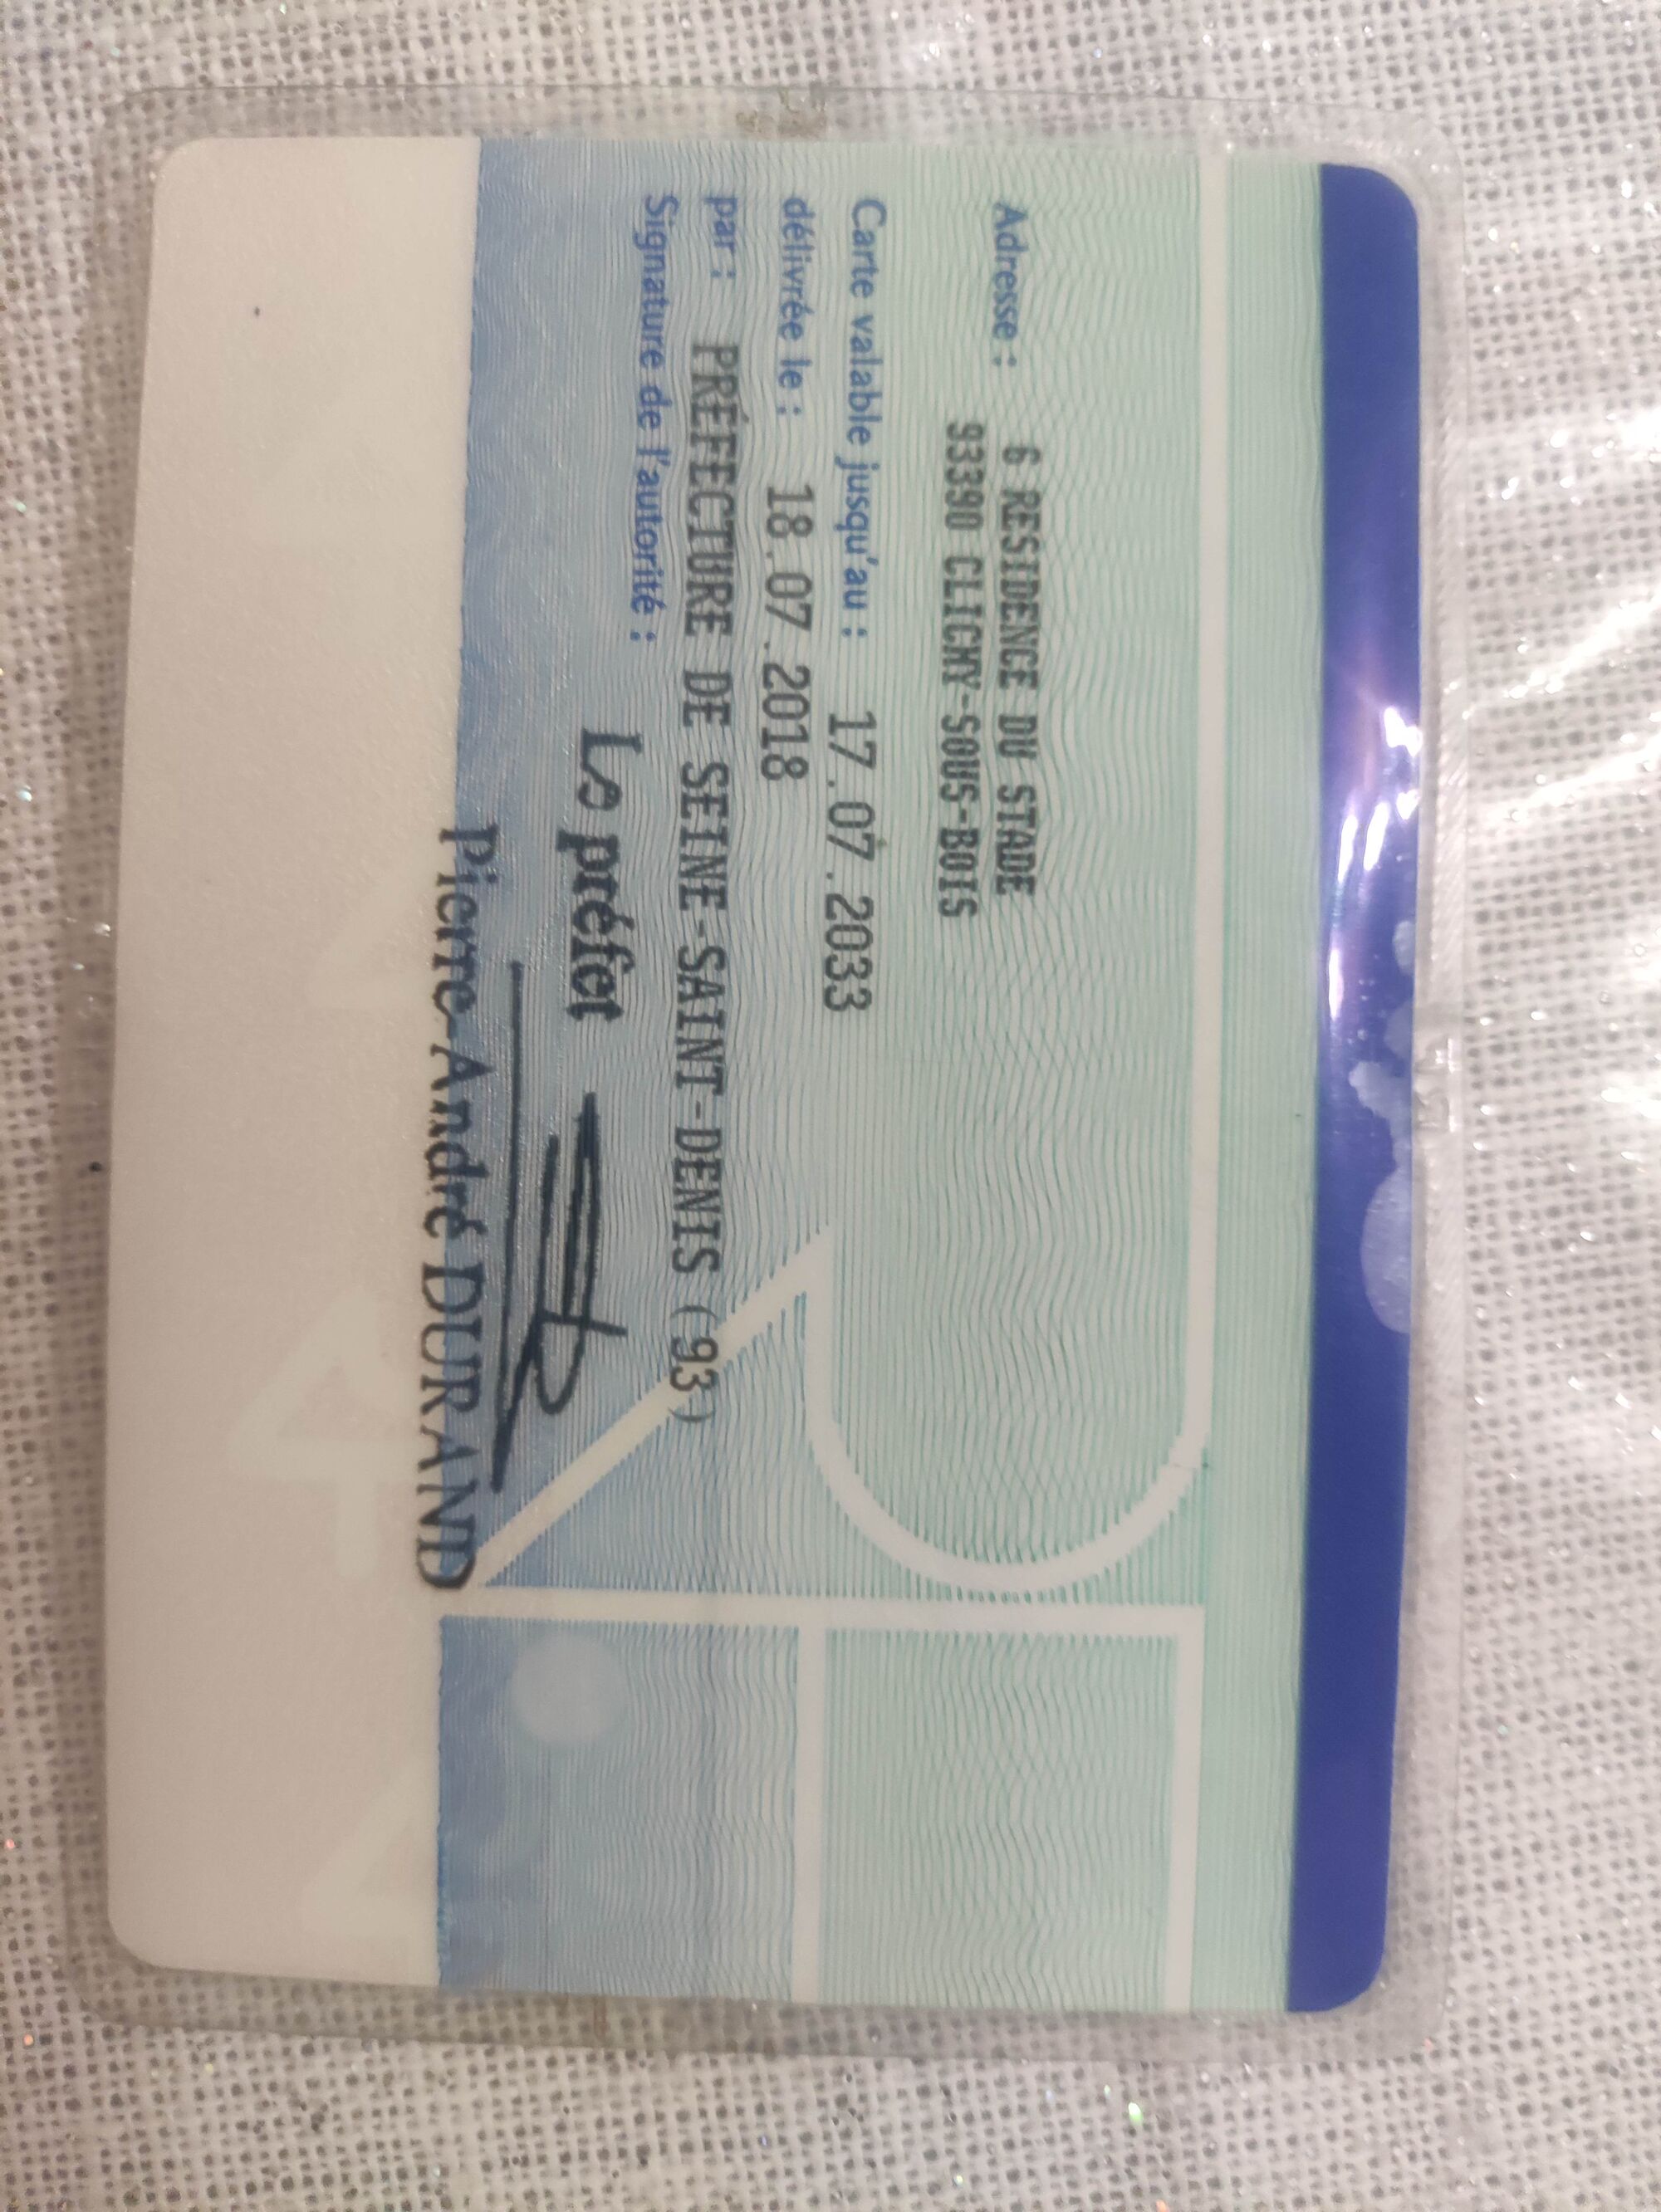 Adresse : 6 RESIDENCE DU STADE
93390 CLICHY-SOUS-BOIS
Carte valable jusqu'au : 17.07.2033
délivrée le : 18.07.2018
par : PRÉFECTURE DE SEINE-SAINT-DENIS (93)
Signature de l'autorité :
Le préfet
Pierre-André DURAND